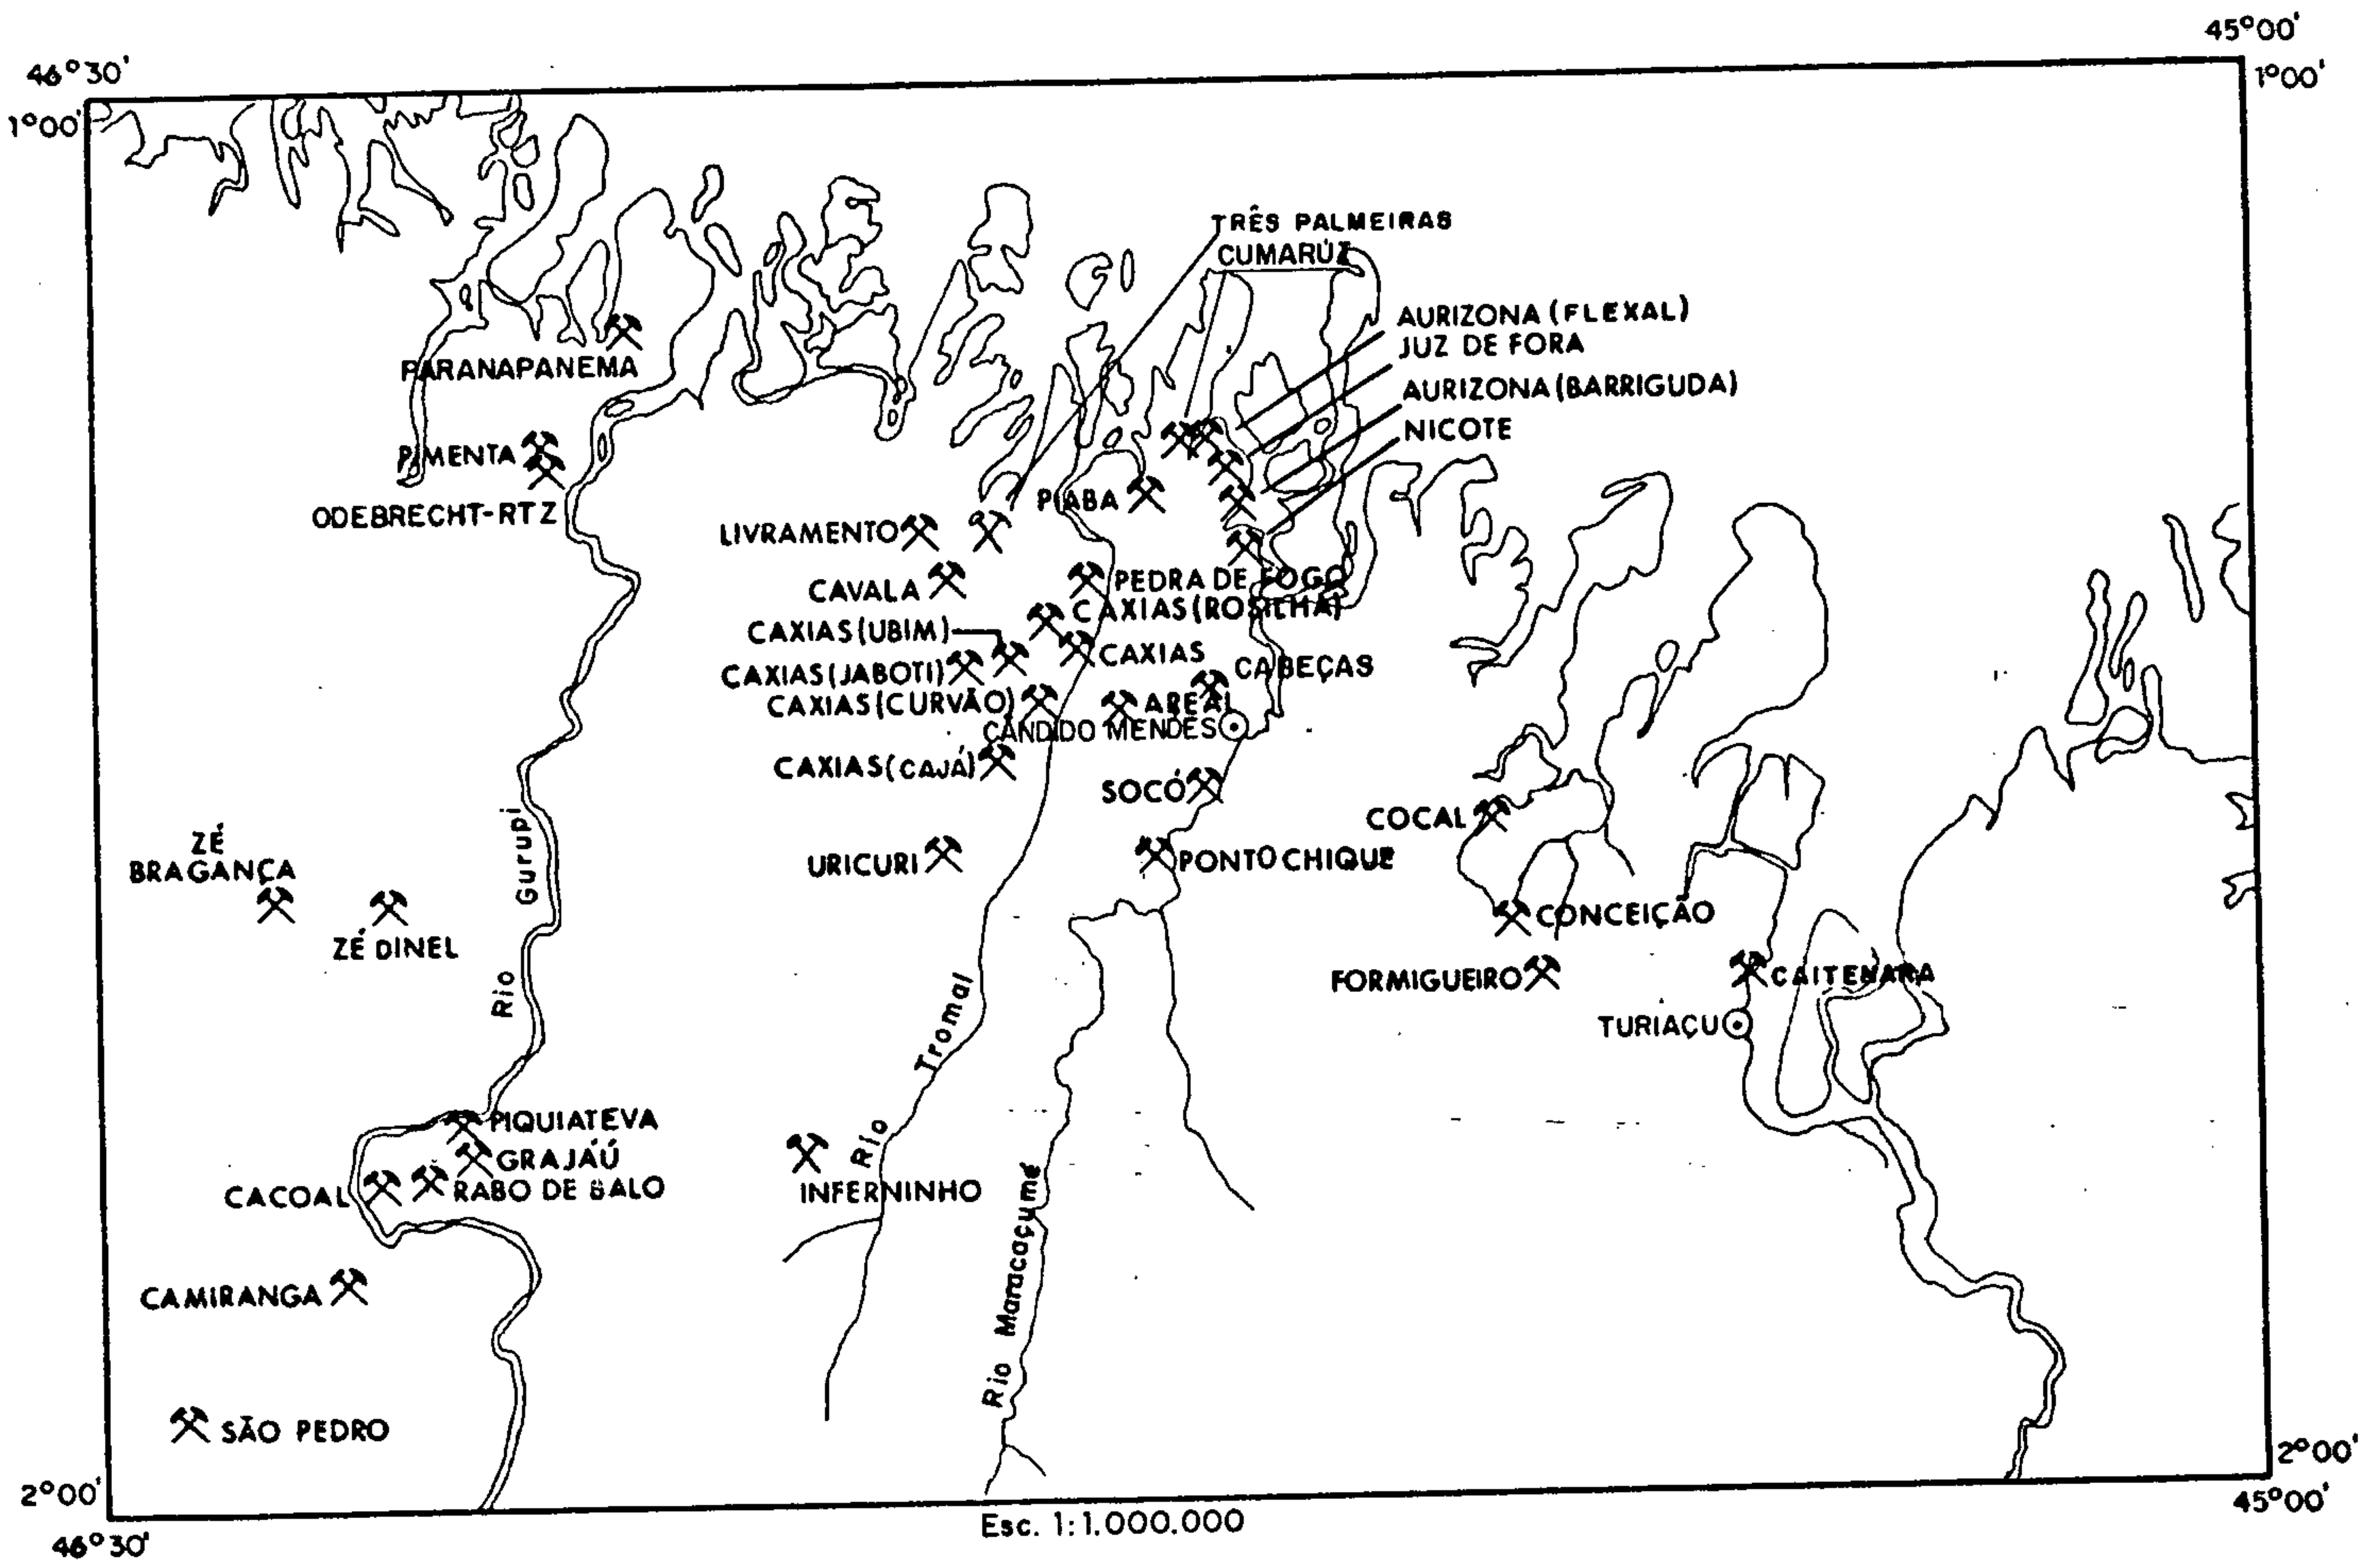 45°00'
46°30'
1°00'
1°00'
TRÊS PALMEIRAS
CUMARÚZ
AURIZONA (FLEXAL)
JUZ DE FORA
PARANAPANEMA
AURIZONA (BARRIGUDA)
NICOTE
PIMENTA
PIABA
ODEBRECHT-RTZ
LIVRAMENTO
PEDRA DE FOGO
CAVALA
CAXIAS (ROSILHA)
CAXIAS (UBIM)
CAXIAS
CABEÇAS
CAXIAS (JABOTI)
CAXIAS (CURVÃO)
AREAL
CÂNDIDO MENDES
CAXIAS (CAJÁ)
SOCÓ
COCAL
ZÉ
BRAGANÇA
Rio Gurupi
URICURI
PONTO CHIQUE
CONCEIÇÃO
ZÉ DINEL
FORMIGUEIRO
CAITENARA
TURIAÇU
Rio Tromal
PIQUIATEVA
GRAJAÚ
RABO DE BALO
CACOAL
INFERNINHO
Rio Maracaçumé
CAMIRANGA
SÃO PEDRO
2°00'
2°00'
45°00'
46°30'
Esc. 1:1.000.000